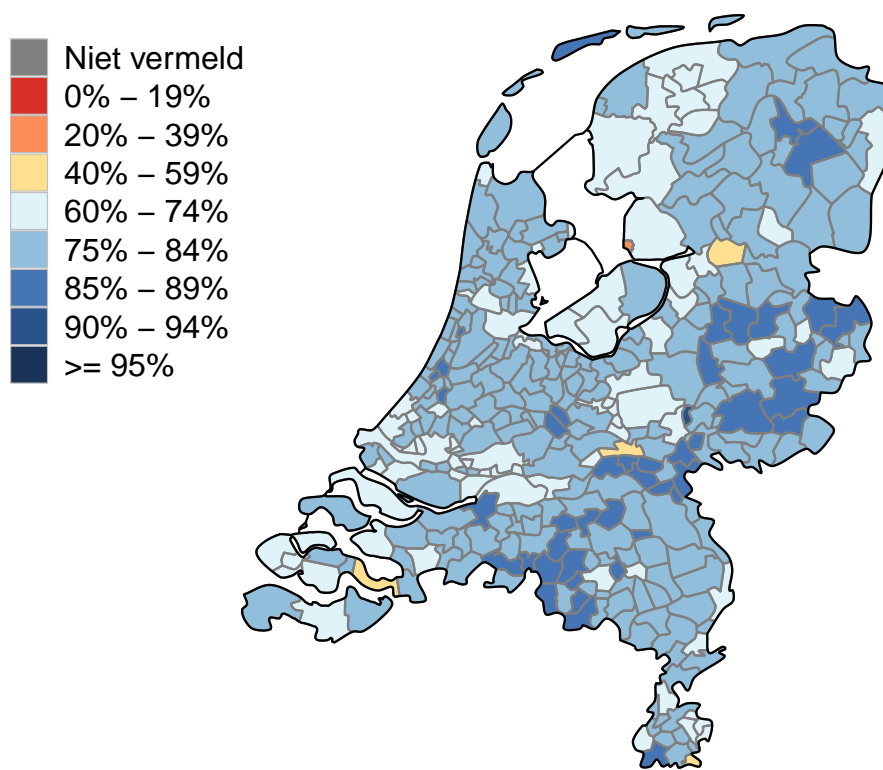 Niet vermeld
0% – 19%
20% – 39%
40% – 59%
60% – 74%
75% – 84%
85% – 89%
90% – 94%
>= 95%